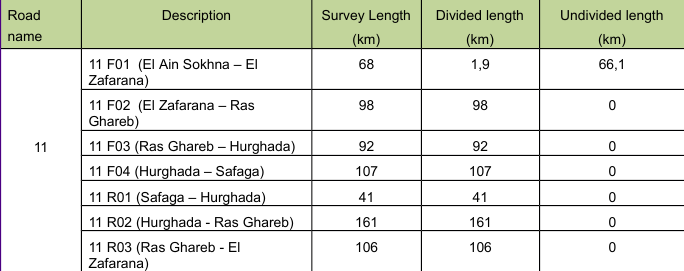 Road name Description Survey Length (km) Divided length (km) Undivided length (km)
11 11 F01 (El Ain Sokhna – El Zafarana) 68 1,9 66,1
11 F02 (El Zafarana – Ras Ghareb) 98 98 0
11 F03 (Ras Ghareb – Hurghada) 92 92 0
11 F04 (Hurghada – Safaga) 107 107 0
11 R01 (Safaga – Hurghada) 41 41 0
11 R02 (Hurghada - Ras Ghareb) 161 161 0
11 R03 (Ras Ghareb - El Zafarana) 106 106 0